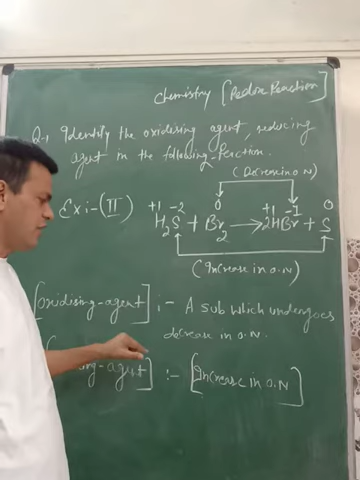 Chemistry [Redox Reaction]
Q-1 Identify the oxidising agent, reducing
agent in the following reaction.
(Decrease in O.N)
Ex:-(II)
+1 -2 0 +1 -1 0
H2S + Br2 → 2HBr + S
(Increase in O.N)
[oxidising-agent] :- A sub which undergoes
decrease in O.N.
sing-agent] :- [Increase in O.N]